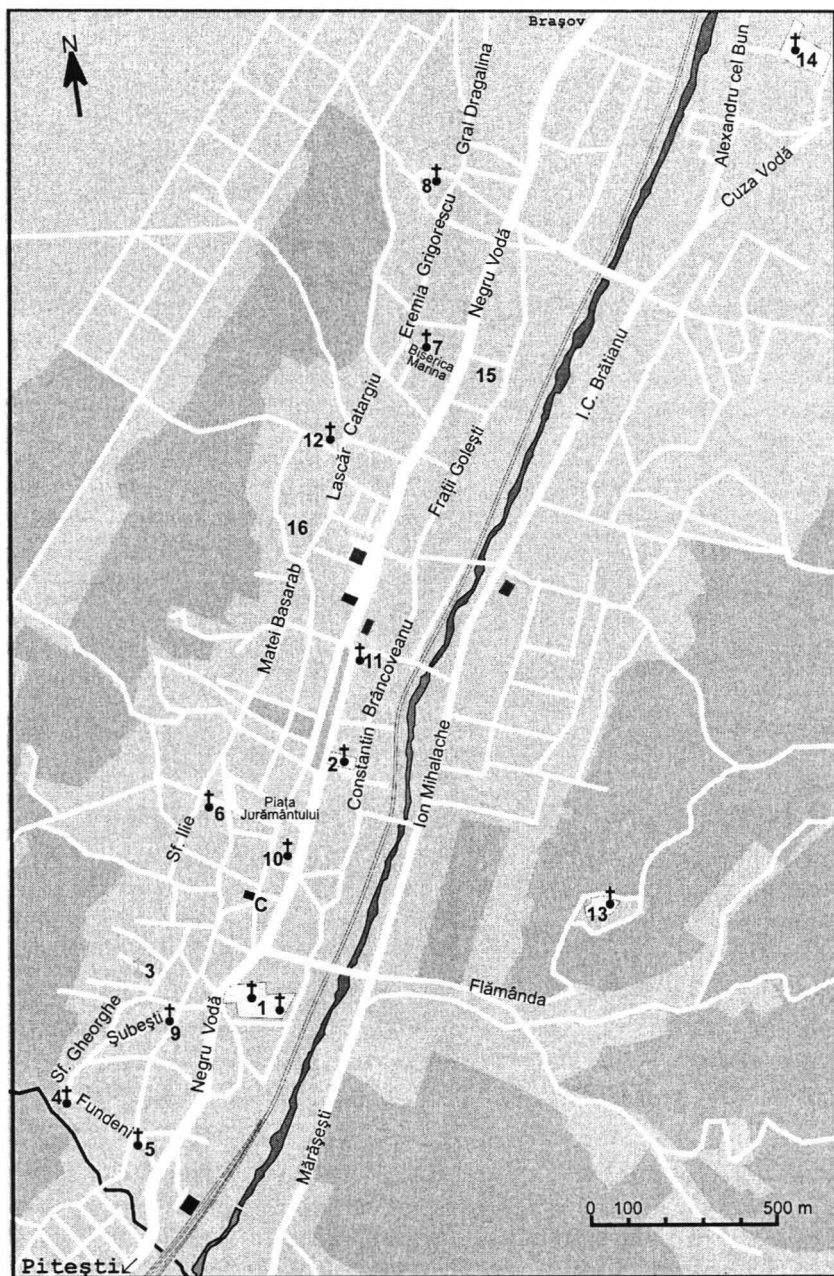 Brașov
N
14
Alexandru cel Bun
Gral Dragalina
Cuza Vodă
8
Eremia Grigorescu
Negru Vodă
7
Biserica
Marina
15
I.C. Brătianu
Lascăr Catargiu
12
Frații Golești
16
Matei Basarab
11
Constantin Brâncoveanu
2
Ion Mihalache
Piața
Jurământului
6
Sf. Ilie
10
C
13
3
1
Flămânda
Sf. Gheorghe
Șubești
9
Negru Vodă
4
Fundeni
5
Mărășești
0 100 500 m
Pitești